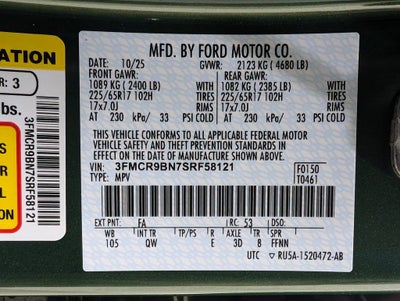 MFD. BY FORD MOTOR CO.
DATE: 10/25 GVWR: 2123 KG ( 4680 LB)
FRONT GAWR: REAR GAWR:
1089 KG ( 2400 LB) WITH 1082 KG ( 2385 LB) WITH
225/65R17 102H TIRES 225/65R17 102H TIRES
17x7.0J RIMS 17x7.0J RIMS
AT 230 kPa/ 33 PSI COLD AT 230 kPa/ 33 PSI COLD
THIS VEHICLE CONFORMS TO ALL APPLICABLE FEDERAL MOTOR
VEHICLE SAFETY AND THEFT PREVENTION STANDARDS IN
EFFECT ON THE DATE OF MANUFACTURE SHOWN ABOVE.
VIN: 3FMCR9BN7SRF58121 F0150
TYPE: MPV T0461
EXT PNT: FA RC: 53 DSO:
WB INT TR TP/PS R AXLE TR SPR
105 QW E 3D 8 FFNN
UTC ▽ RU5A-1520472-AB
ATION
R: 3
bs.
3FMCR9BN7SRF58121